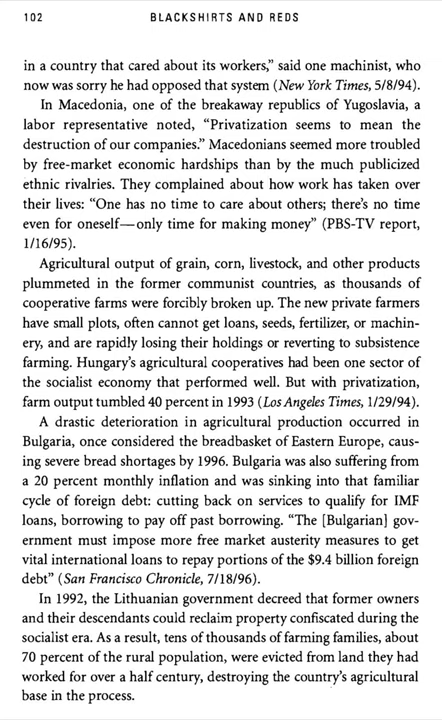 102 BLACKSHIRTS AND REDS
in a country that cared about its workers,” said one machinist, who
now was sorry he had opposed that system (New York Times, 5/8/94).
In Macedonia, one of the breakaway republics of Yugoslavia, a
labor representative noted, “Privatization seems to mean the
destruction of our companies.” Macedonians seemed more troubled
by free-market economic hardships than by the much publicized
ethnic rivalries. They complained about how work has taken over
their lives: “One has no time to care about others; there’s no time
even for oneself—only time for making money” (PBS-TV report,
1/16/95).
Agricultural output of grain, corn, livestock, and other products
plummeted in the former communist countries, as thousands of
cooperative farms were forcibly broken up. The new private farmers
have small plots, often cannot get loans, seeds, fertilizer, or machin-
ery, and are rapidly losing their holdings or reverting to subsistence
farming. Hungary’s agricultural cooperatives had been one sector of
the socialist economy that performed well. But with privatization,
farm output tumbled 40 percent in 1993 (Los Angeles Times, 1/29/94).
A drastic deterioration in agricultural production occurred in
Bulgaria, once considered the breadbasket of Eastern Europe, caus-
ing severe bread shortages by 1996. Bulgaria was also suffering from
a 20 percent monthly inflation and was sinking into that familiar
cycle of foreign debt: cutting back on services to qualify for IMF
loans, borrowing to pay off past borrowing. “The [Bulgarian] gov-
ernment must impose more free market austerity measures to get
vital international loans to repay portions of the $9.4 billion foreign
debt” (San Francisco Chronicle, 7/18/96).
In 1992, the Lithuanian government decreed that former owners
and their descendants could reclaim property confiscated during the
socialist era. As a result, tens of thousands of farming families, about
70 percent of the rural population, were evicted from land they had
worked for over a half century, destroying the country’s agricultural
base in the process.